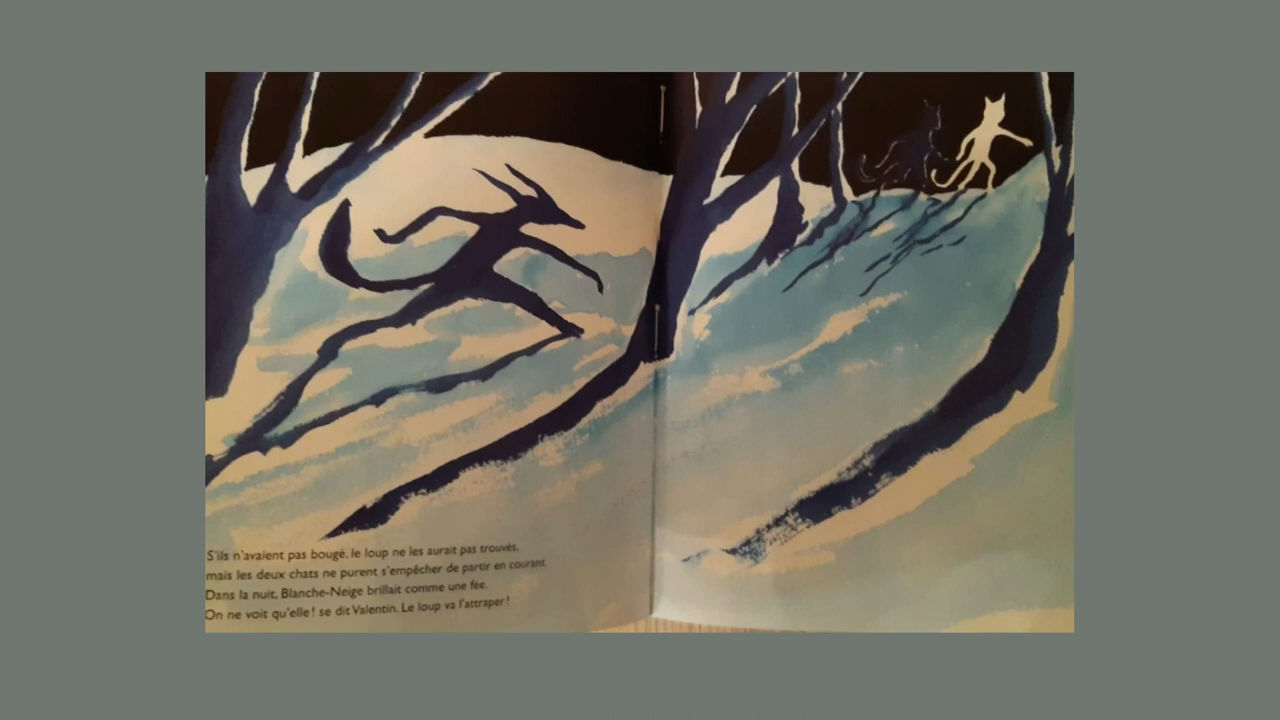 S'ils n'avaient pas bougé, le loup ne les aurait pas trouvés,
mais les deux chats ne purent s'empêcher de partir en courant.
Dans la nuit, Blanche-Neige brillait comme une fée.
On ne voit qu'elle! se dit Valentin. Le loup va l'attraper!